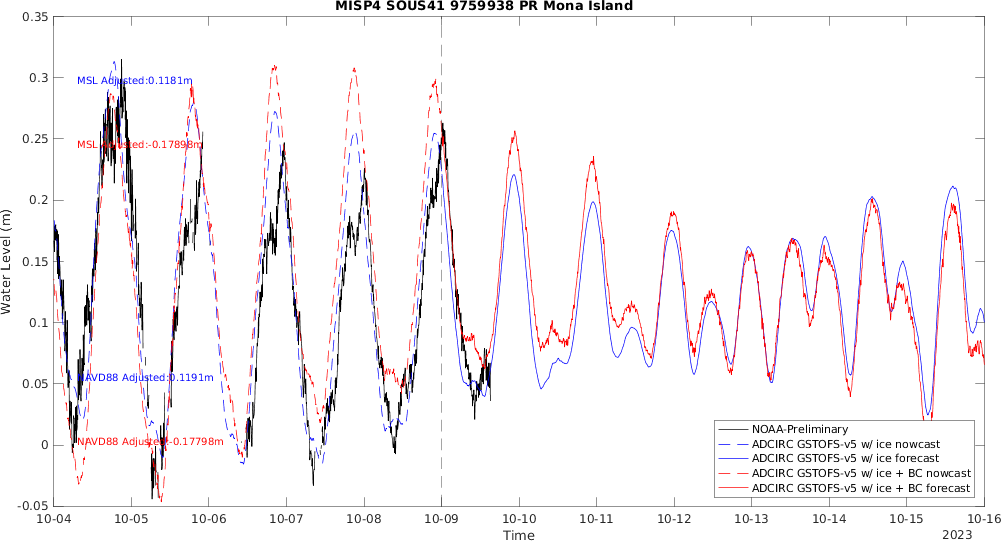 MISP4 SOUS41 9759938 PR Mona Island
0.35
0.3
0.25
0.2
0.15
0.1
0.05
0
-0.05
Water Level (m)
MSL Adjusted:0.1181m
MSL Adjusted:-0.17898m
NAVD88 Adjusted:0.1191m
NAVD88 Adjusted:-0.17798m
NOAA-Preliminary
ADCIRC GSTOFS-v5 w/ ice nowcast
ADCIRC GSTOFS-v5 w/ ice forecast
ADCIRC GSTOFS-v5 w/ ice + BC nowcast
ADCIRC GSTOFS-v5 w/ ice + BC forecast
10-04 10-05 10-06 10-07 10-08 10-09 10-10 10-11 10-12 10-13 10-14 10-15 10-16
Time
2023